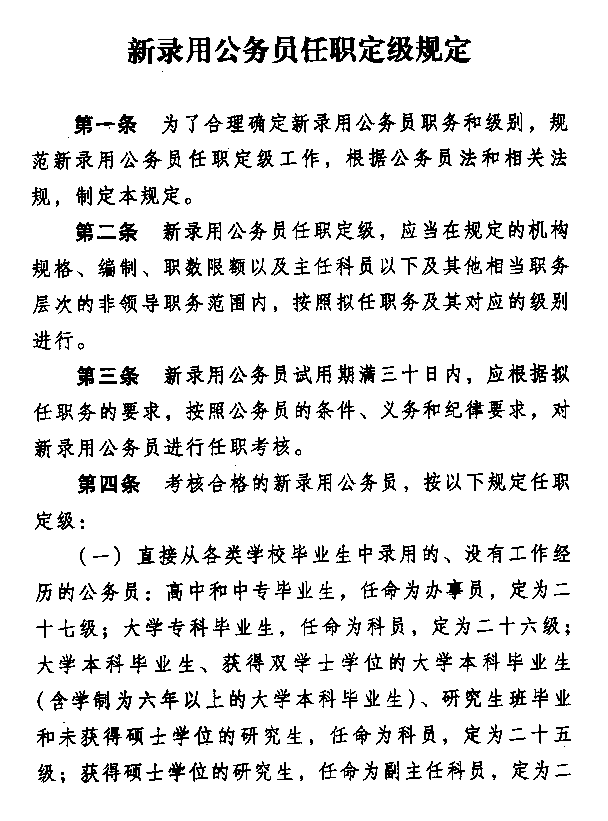 新录用公务员任职定级规定
第一条 为了合理确定新录用公务员职务和级别，规
范新录用公务员任职定级工作，根据公务员法和相关法
规，制定本规定。
第二条 新录用公务员任职定级，应当在规定的机构
规格、编制、职数限额以及主任科员以下及其他相当职务
层次的非领导职务范围内，按照拟任职务及其对应的级别
进行。
第三条 新录用公务员试用期满三十日内，应根据拟
任职务的要求，按照公务员的条件、义务和纪律要求，对
新录用公务员进行任职考核。
第四条 考核合格的新录用公务员，按以下规定任职
定级：
（一）直接从各类学校毕业生中录用的、没有工作经
历的公务员：高中和中专毕业生，任命为办事员，定为二
十七级；大学专科毕业生，任命为科员，定为二十六级；
大学本科毕业生、获得双学士学位的大学本科毕业生
（含学制为六年以上的大学本科毕业生）、研究生班毕业
和未获得硕士学位的研究生，任命为科员，定为二十五
级；获得硕士学位的研究生，任命为副主任科员，定为二